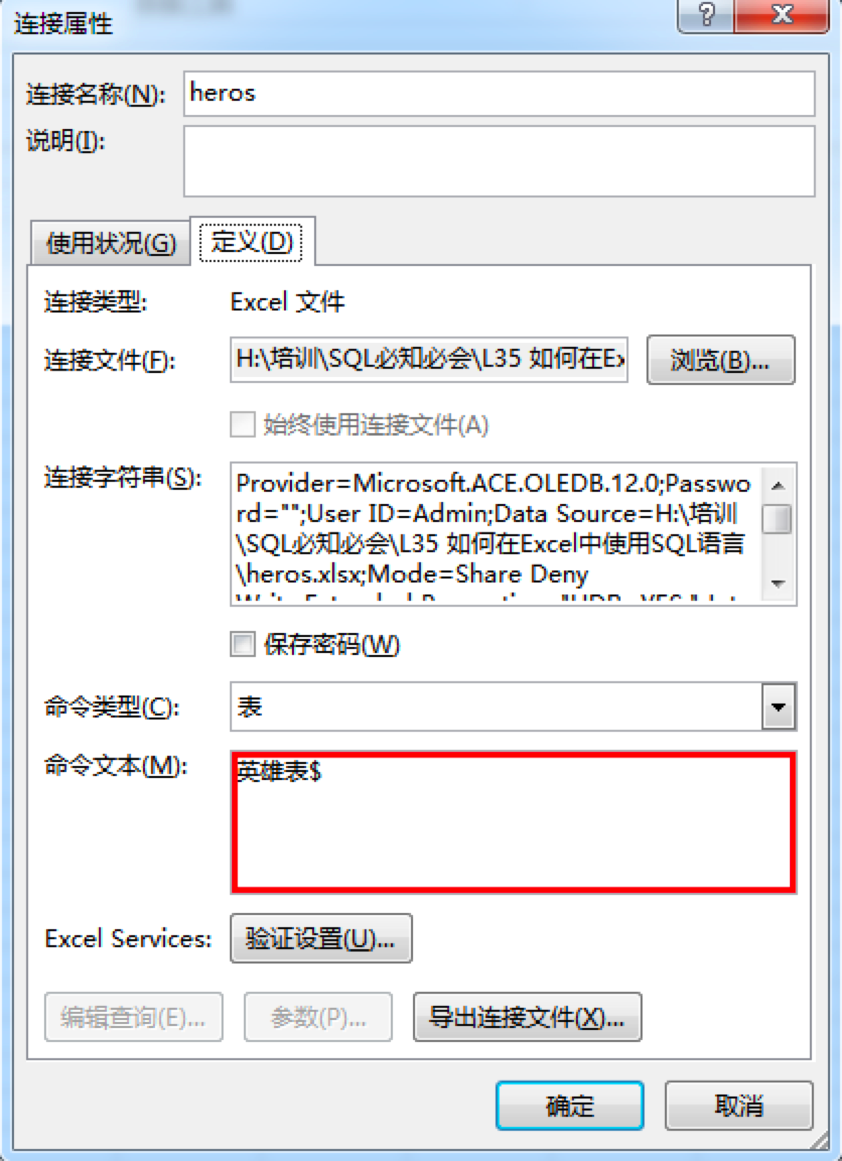 连接属性
连接名称(N): heros
说明(I):
使用状况(G) 定义(D)
连接类型: Excel 文件
连接文件(F): H:\培训\SQL必知必会\L35 如何在Ex 浏览(B)...
始终使用连接文件(A)
连接字符串(S): Provider=Microsoft.ACE.OLEDB.12.0;Passwo
rd="";User ID=Admin;Data Source=H:\培训
\SQL必知必会\L35 如何在Excel中使用SQL语言
\heros.xlsx;Mode=Share Deny
保存密码(W)
命令类型(C): 表
命令文本(M): 英雄表$
Excel Services: 验证设置(U)...
编辑查询(E)... 参数(P)... 导出连接文件(X)...
确定 取消